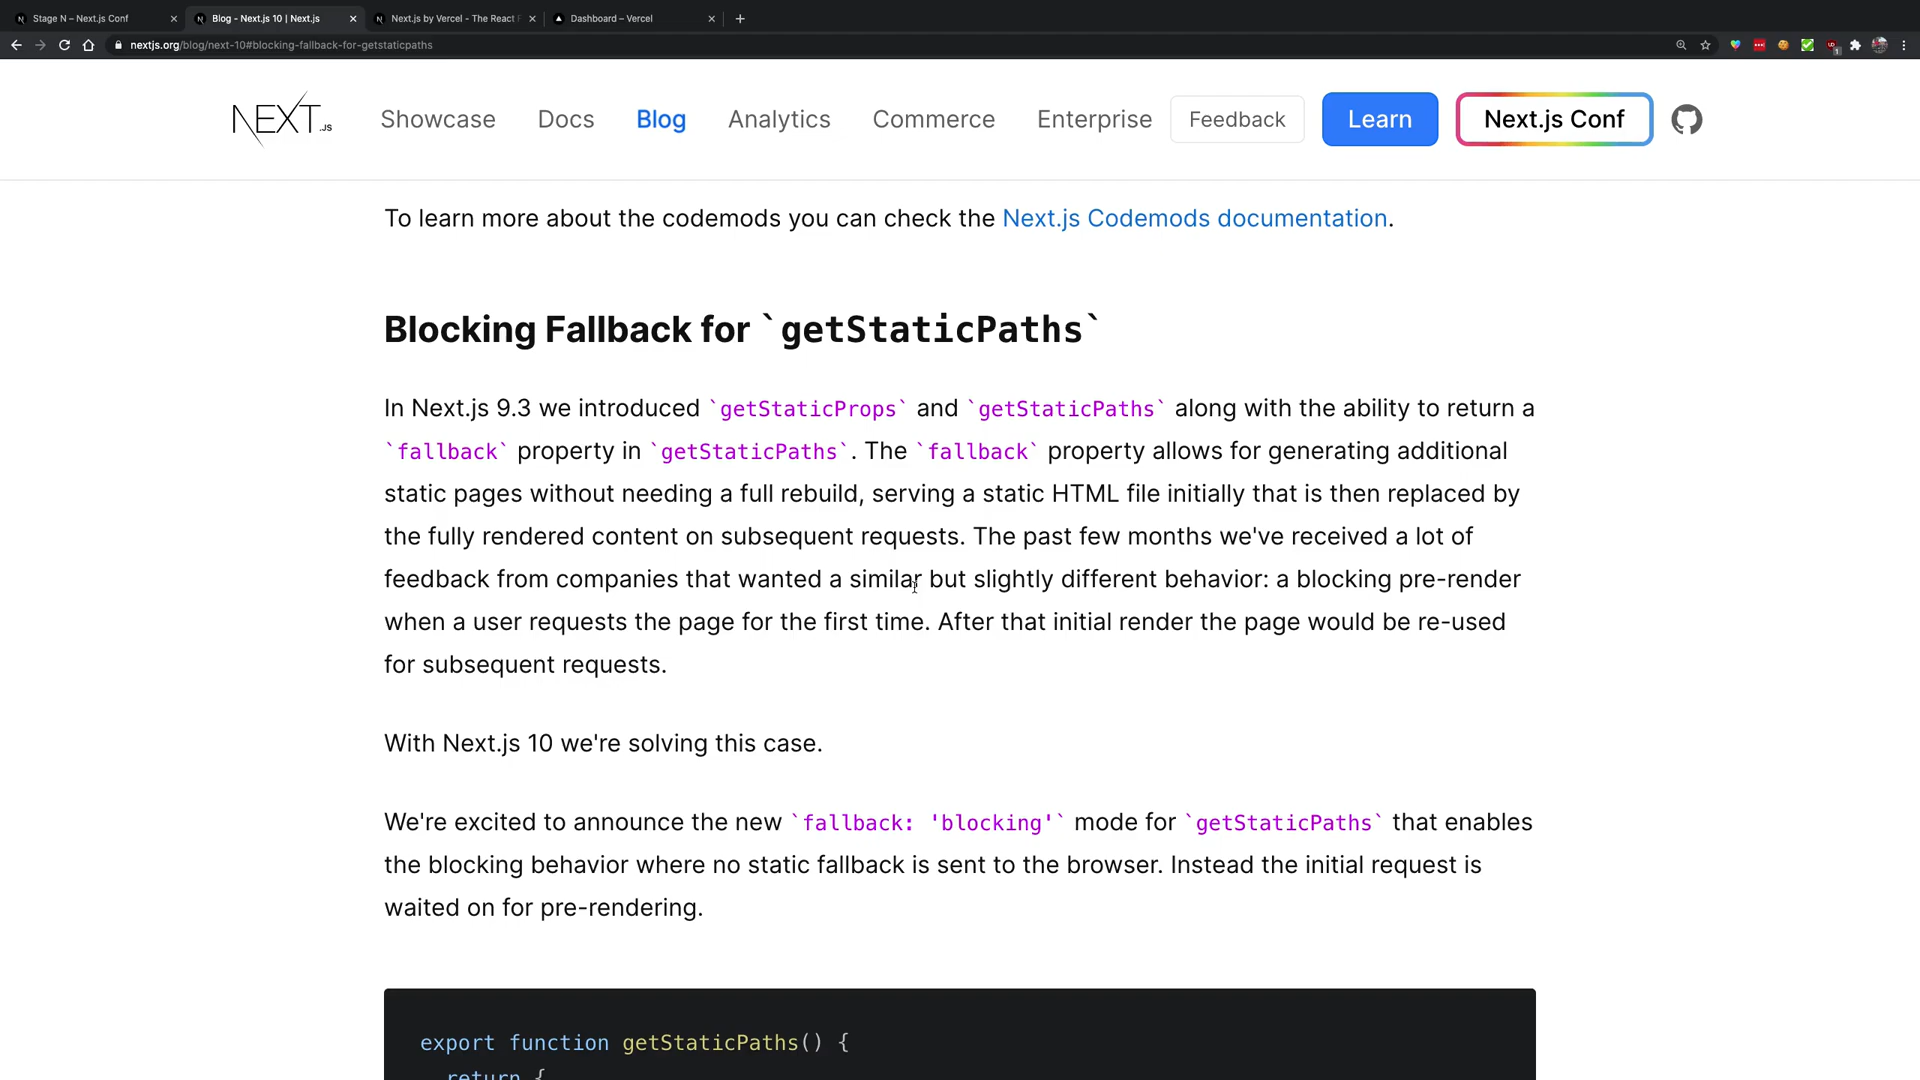 Stage N – Next.js Conf
Blog - Next.js 10 | Next.js
Next.js by Vercel - The React F
Dashboard – Vercel
nextjs.org/blog/next-10#blocking-fallback-for-getstaticpaths
NEXT.JS
Showcase
Docs
Blog
Analytics
Commerce
Enterprise
Feedback
Learn
Next.js Conf
To learn more about the codemods you can check the Next.js Codemods documentation.
Blocking Fallback for `getStaticPaths`
In Next.js 9.3 we introduced `getStaticProps` and `getStaticPaths` along with the ability to return a
`fallback` property in `getStaticPaths`. The `fallback` property allows for generating additional
static pages without needing a full rebuild, serving a static HTML file initially that is then replaced by
the fully rendered content on subsequent requests. The past few months we've received a lot of
feedback from companies that wanted a similar but slightly different behavior: a blocking pre-render
when a user requests the page for the first time. After that initial render the page would be re-used
for subsequent requests.
With Next.js 10 we're solving this case.
We're excited to announce the new `fallback: 'blocking'` mode for `getStaticPaths` that enables
the blocking behavior where no static fallback is sent to the browser. Instead the initial request is
waited on for pre-rendering.
export function getStaticPaths() {
return {